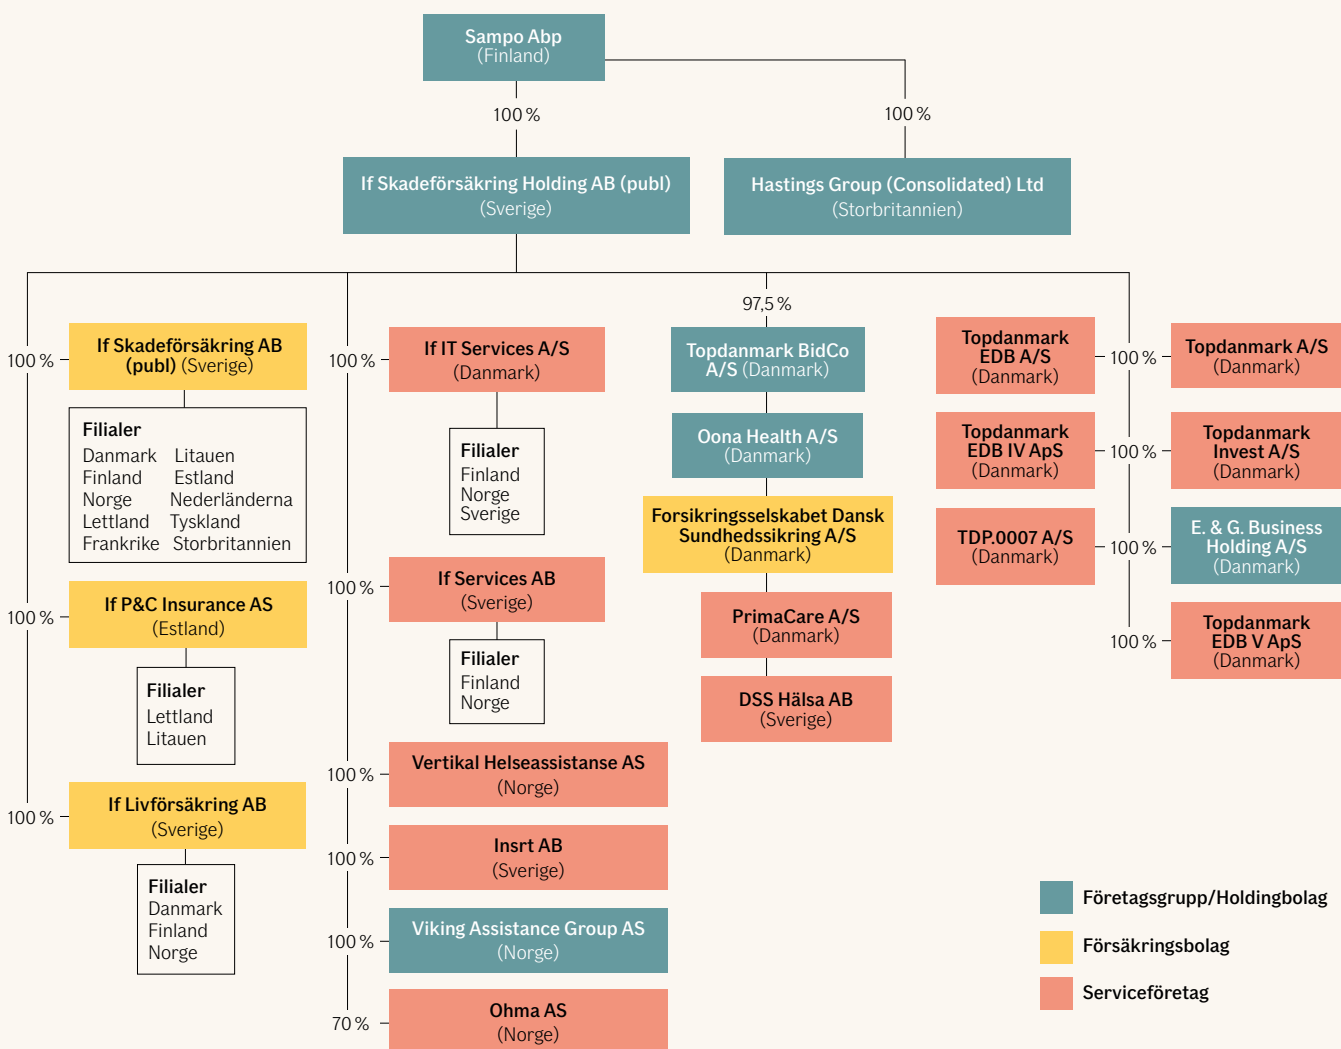 Sampo Abp
(Finland)
100 %
100 %
If Skadeförsäkring Holding AB (publ)
(Sverige)
Hastings Group (Consolidated) Ltd
(Storbritannien)
100 %
If Skadeförsäkring AB
(publ) (Sverige)
Filialer
Danmark Litauen
Finland Estland
Norge Nederländerna
Lettland Tyskland
Frankrike Storbritannien
100 %
If P&C Insurance AS
(Estland)
Filialer
Lettland
Litauen
100 %
If Livförsäkring AB
(Sverige)
Filialer
Danmark
Finland
Norge
100 %
If IT Services A/S
(Danmark)
Filialer
Finland
Norge
Sverige
100 %
If Services AB
(Sverige)
Filialer
Finland
Norge
100 %
Vertikal Helseassistanse AS
(Norge)
100 %
Insrt AB
(Sverige)
100 %
Viking Assistance Group AS
(Norge)
70 %
Ohma AS
(Norge)
97,5 %
Topdanmark BidCo
A/S (Danmark)
Oona Health A/S
(Danmark)
Forsikringsselskabet Dansk
Sundhedssikring A/S
(Danmark)
PrimaCare A/S
(Danmark)
DSS Hälsa AB
(Sverige)
Topdanmark
EDB A/S
(Danmark)
100 %
Topdanmark A/S
(Danmark)
Topdanmark
EDB IV ApS
(Danmark)
100 %
Topdanmark
Invest A/S
(Danmark)
TDP.0007 A/S
(Danmark)
100 %
E. & G. Business
Holding A/S
(Danmark)
100 %
Topdanmark
EDB V ApS
(Danmark)
Företagsgrupp/Holdingbolag
Försäkringsbolag
Serviceföretag